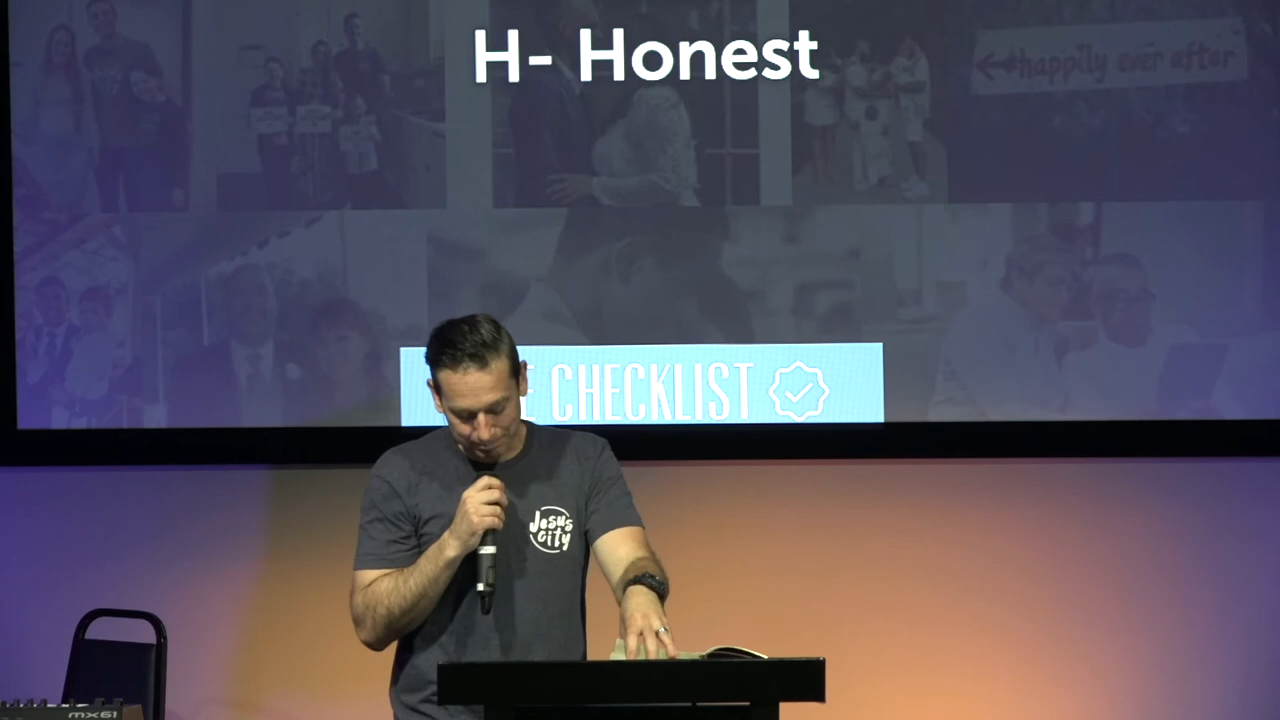 H- Honest
#happily ever after
CHECKLIST
Jesus
City
MX61